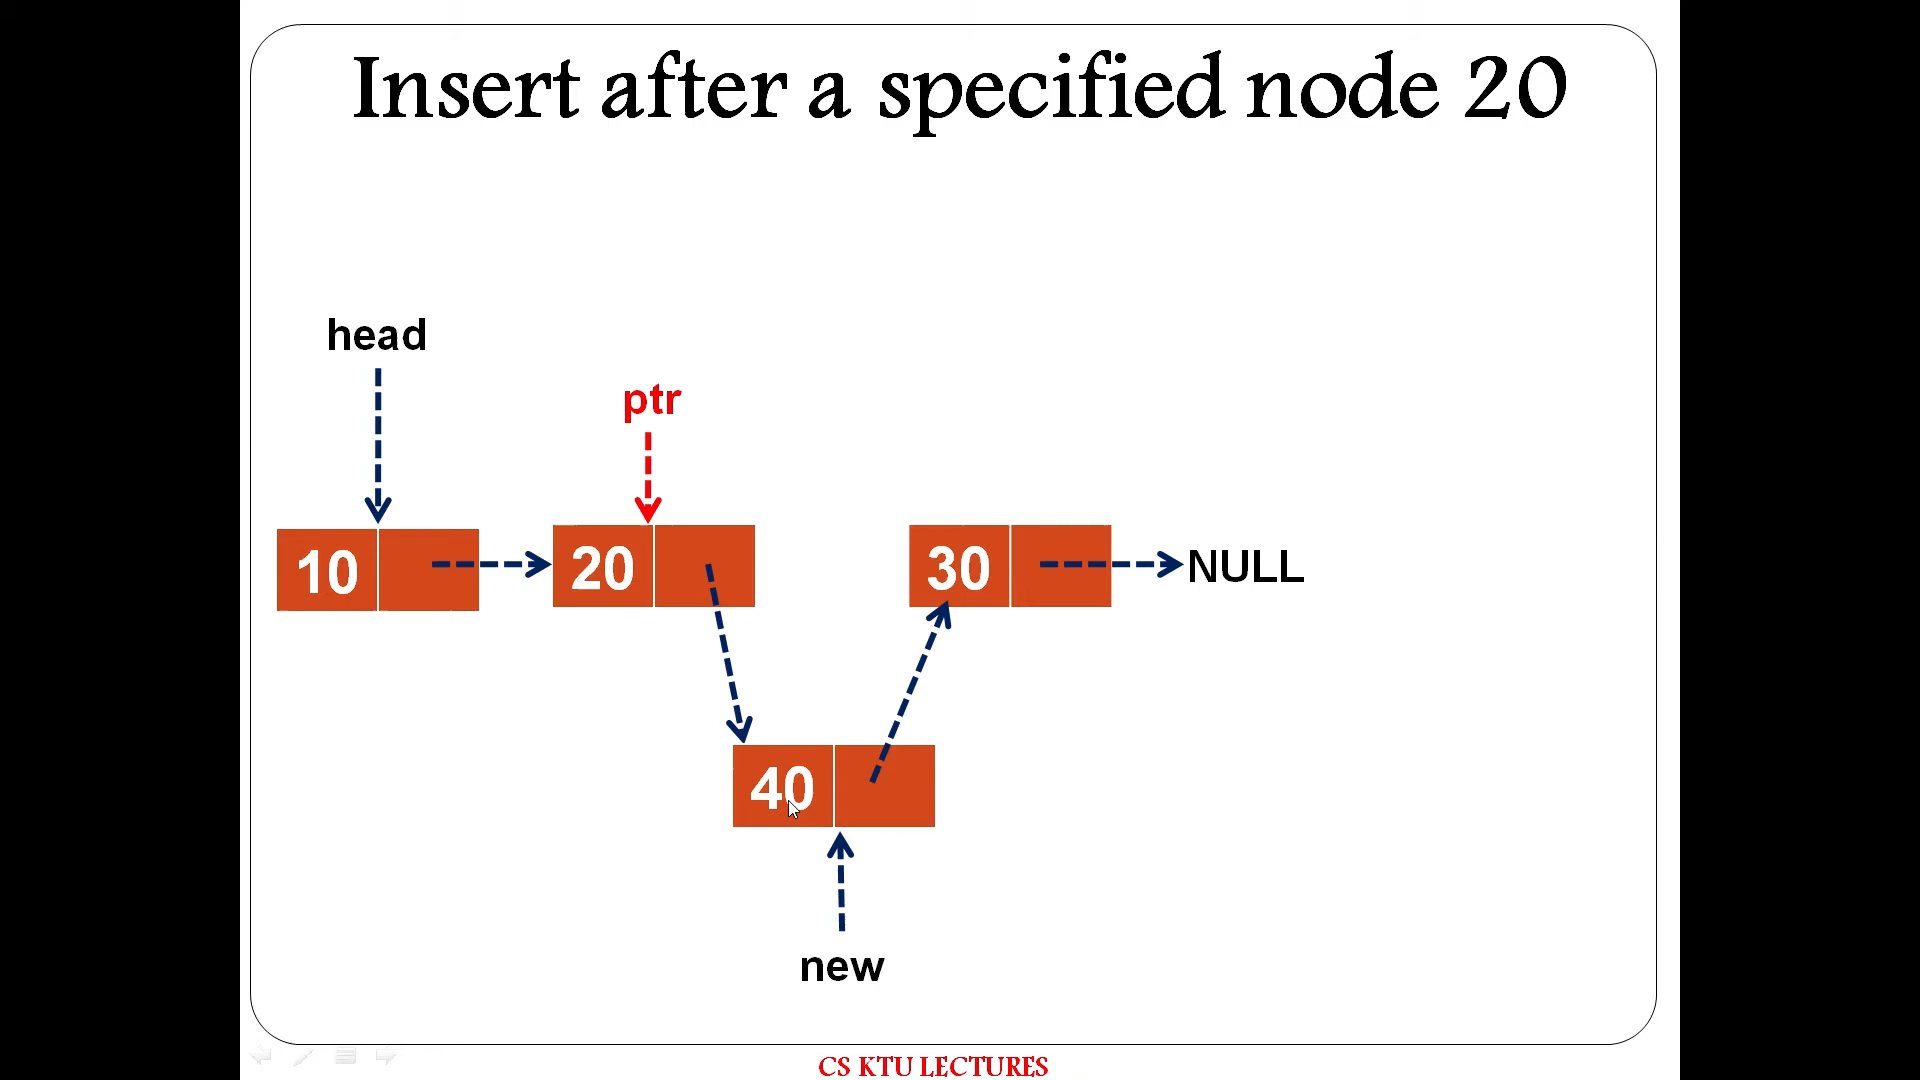 Insert after a specified node 20
head
ptr
10 20 30 NULL
40
new
CS KTU LECTURES